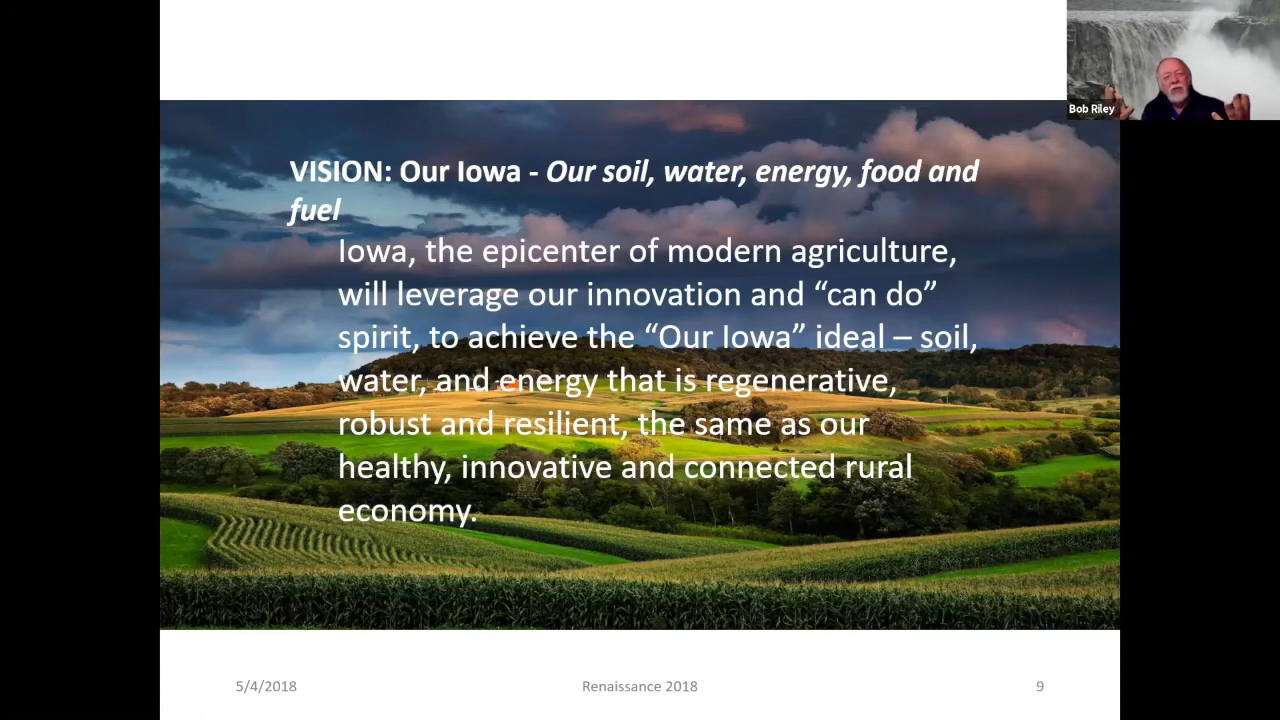 Bob Riley
VISION: Our Iowa - Our soil, water, energy, food and
fuel
Iowa, the epicenter of modern agriculture,
will leverage our innovation and “can do”
spirit, to achieve the “Our Iowa” ideal – soil,
water, and energy that is regenerative,
robust and resilient, the same as our
healthy, innovative and connected rural
economy.
5/4/2018
Renaissance 2018
9